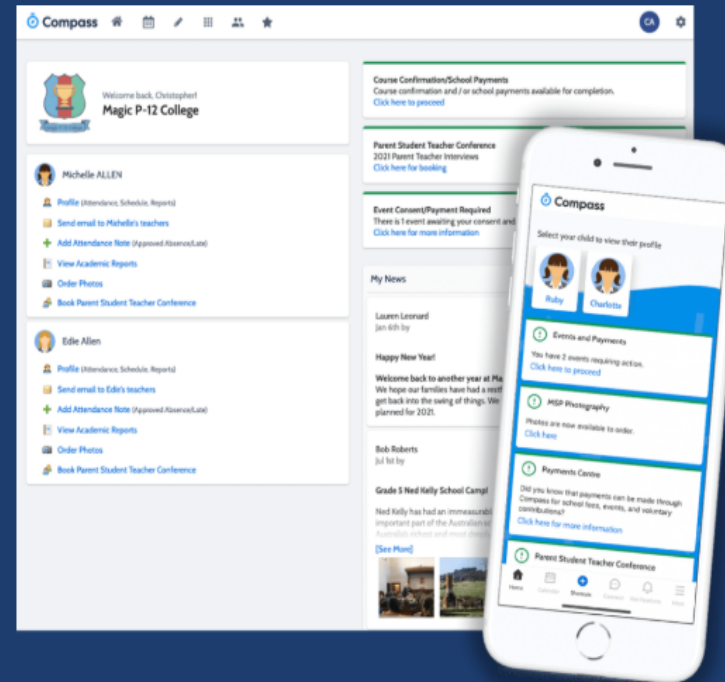 Compass
CA
Welcome back, Christopher!
Magic P-12 College
Michelle ALLEN
Profile (Attendance, Schedule, Reports)
Send email to Michelle's teachers
Add Attendance Note (Approved Absence/Late)
View Academic Reports
Order Photos
Book Parent Student Teacher Conference
Edie Allen
Profile (Attendance, Schedule, Reports)
Send email to Edie's teachers
Add Attendance Note (Approved Absence/Late)
View Academic Reports
Order Photos
Book Parent Student Teacher Conference
Course Confirmation/School Payments
Course confirmation and / or school payments available for completion.
Click here to proceed
Parent Student Teacher Conference
2021 Parent Teacher Interviews
Click here for booking
Event Consent/Payment Required
There is 1 event awaiting your consent and
Click here for more information
My News
Lauren Leonard
Jan 6th by
Happy New Year!
Welcome back to another year at Ma
We hope our families have had a restf
get back into the swing of things. We
planned for 2021.
Bob Roberts
Jul 1st by
Grade 5 Ned Kelly School Camp!
Ned Kelly has had an immeasurabl
important part of the Australian sc
Australia's richest and most
[See More]
Compass
Select your child to view their profile
Ruby
Charlotte
Events and Payments
You have 2 events requiring action.
Click here to proceed
MSP Photography
Photos are now available to order.
Click here
Payments Centre
Did you know that payments can be made through
Compass for school fees, events, and voluntary
contributions?
Click here for more information
Parent Student Teacher Conference
Home
Calendar
Shortcuts
Connect
Notifications
More